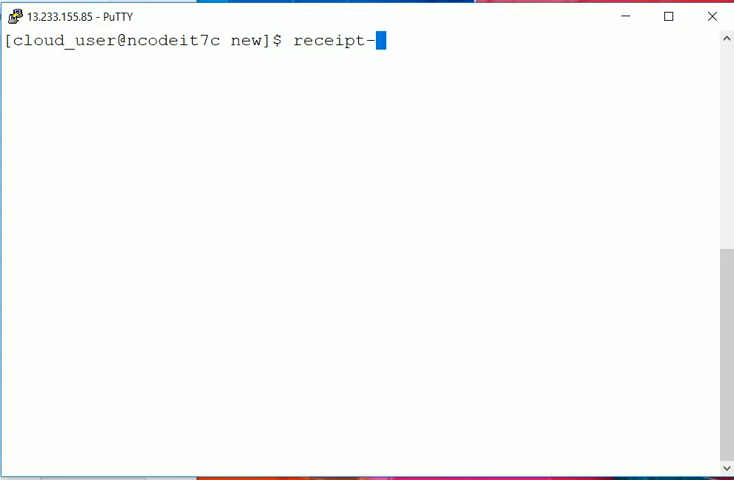 13.233.155.85 - PuTTY
[cloud_user@ncodeit7c new]$ receipt-